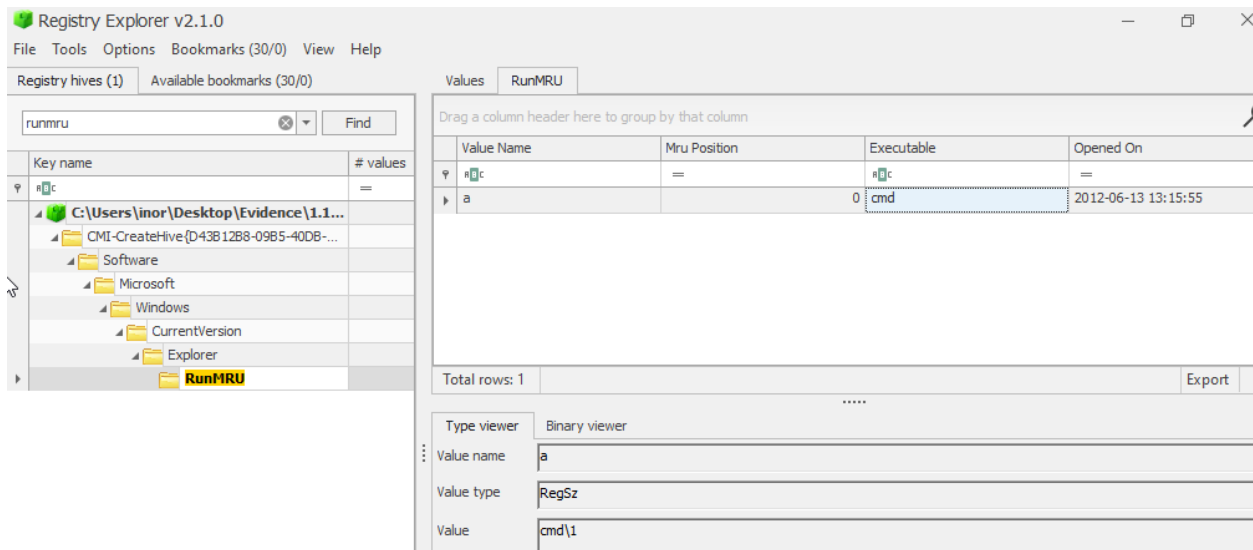 Registry Explorer v2.1.0
File Tools Options Bookmarks (30/0) View Help
Registry hives (1) Available bookmarks (30/0)
runmru Find
Key name # values
=
C:\Users\inor\Desktop\Evidence\1.1...
CMI-CreateHive{D43B12B8-09B5-40DB-...
Software
Microsoft
Windows
CurrentVersion
Explorer
RunMRU
Values RunMRU
Drag a column header here to group by that column
Value Name Mru Position Executable Opened On
= =
a 0 cmd 2012-06-13 13:15:55
Total rows: 1 Export
Type viewer Binary viewer
Value name a
Value type RegSz
Value cmd\1